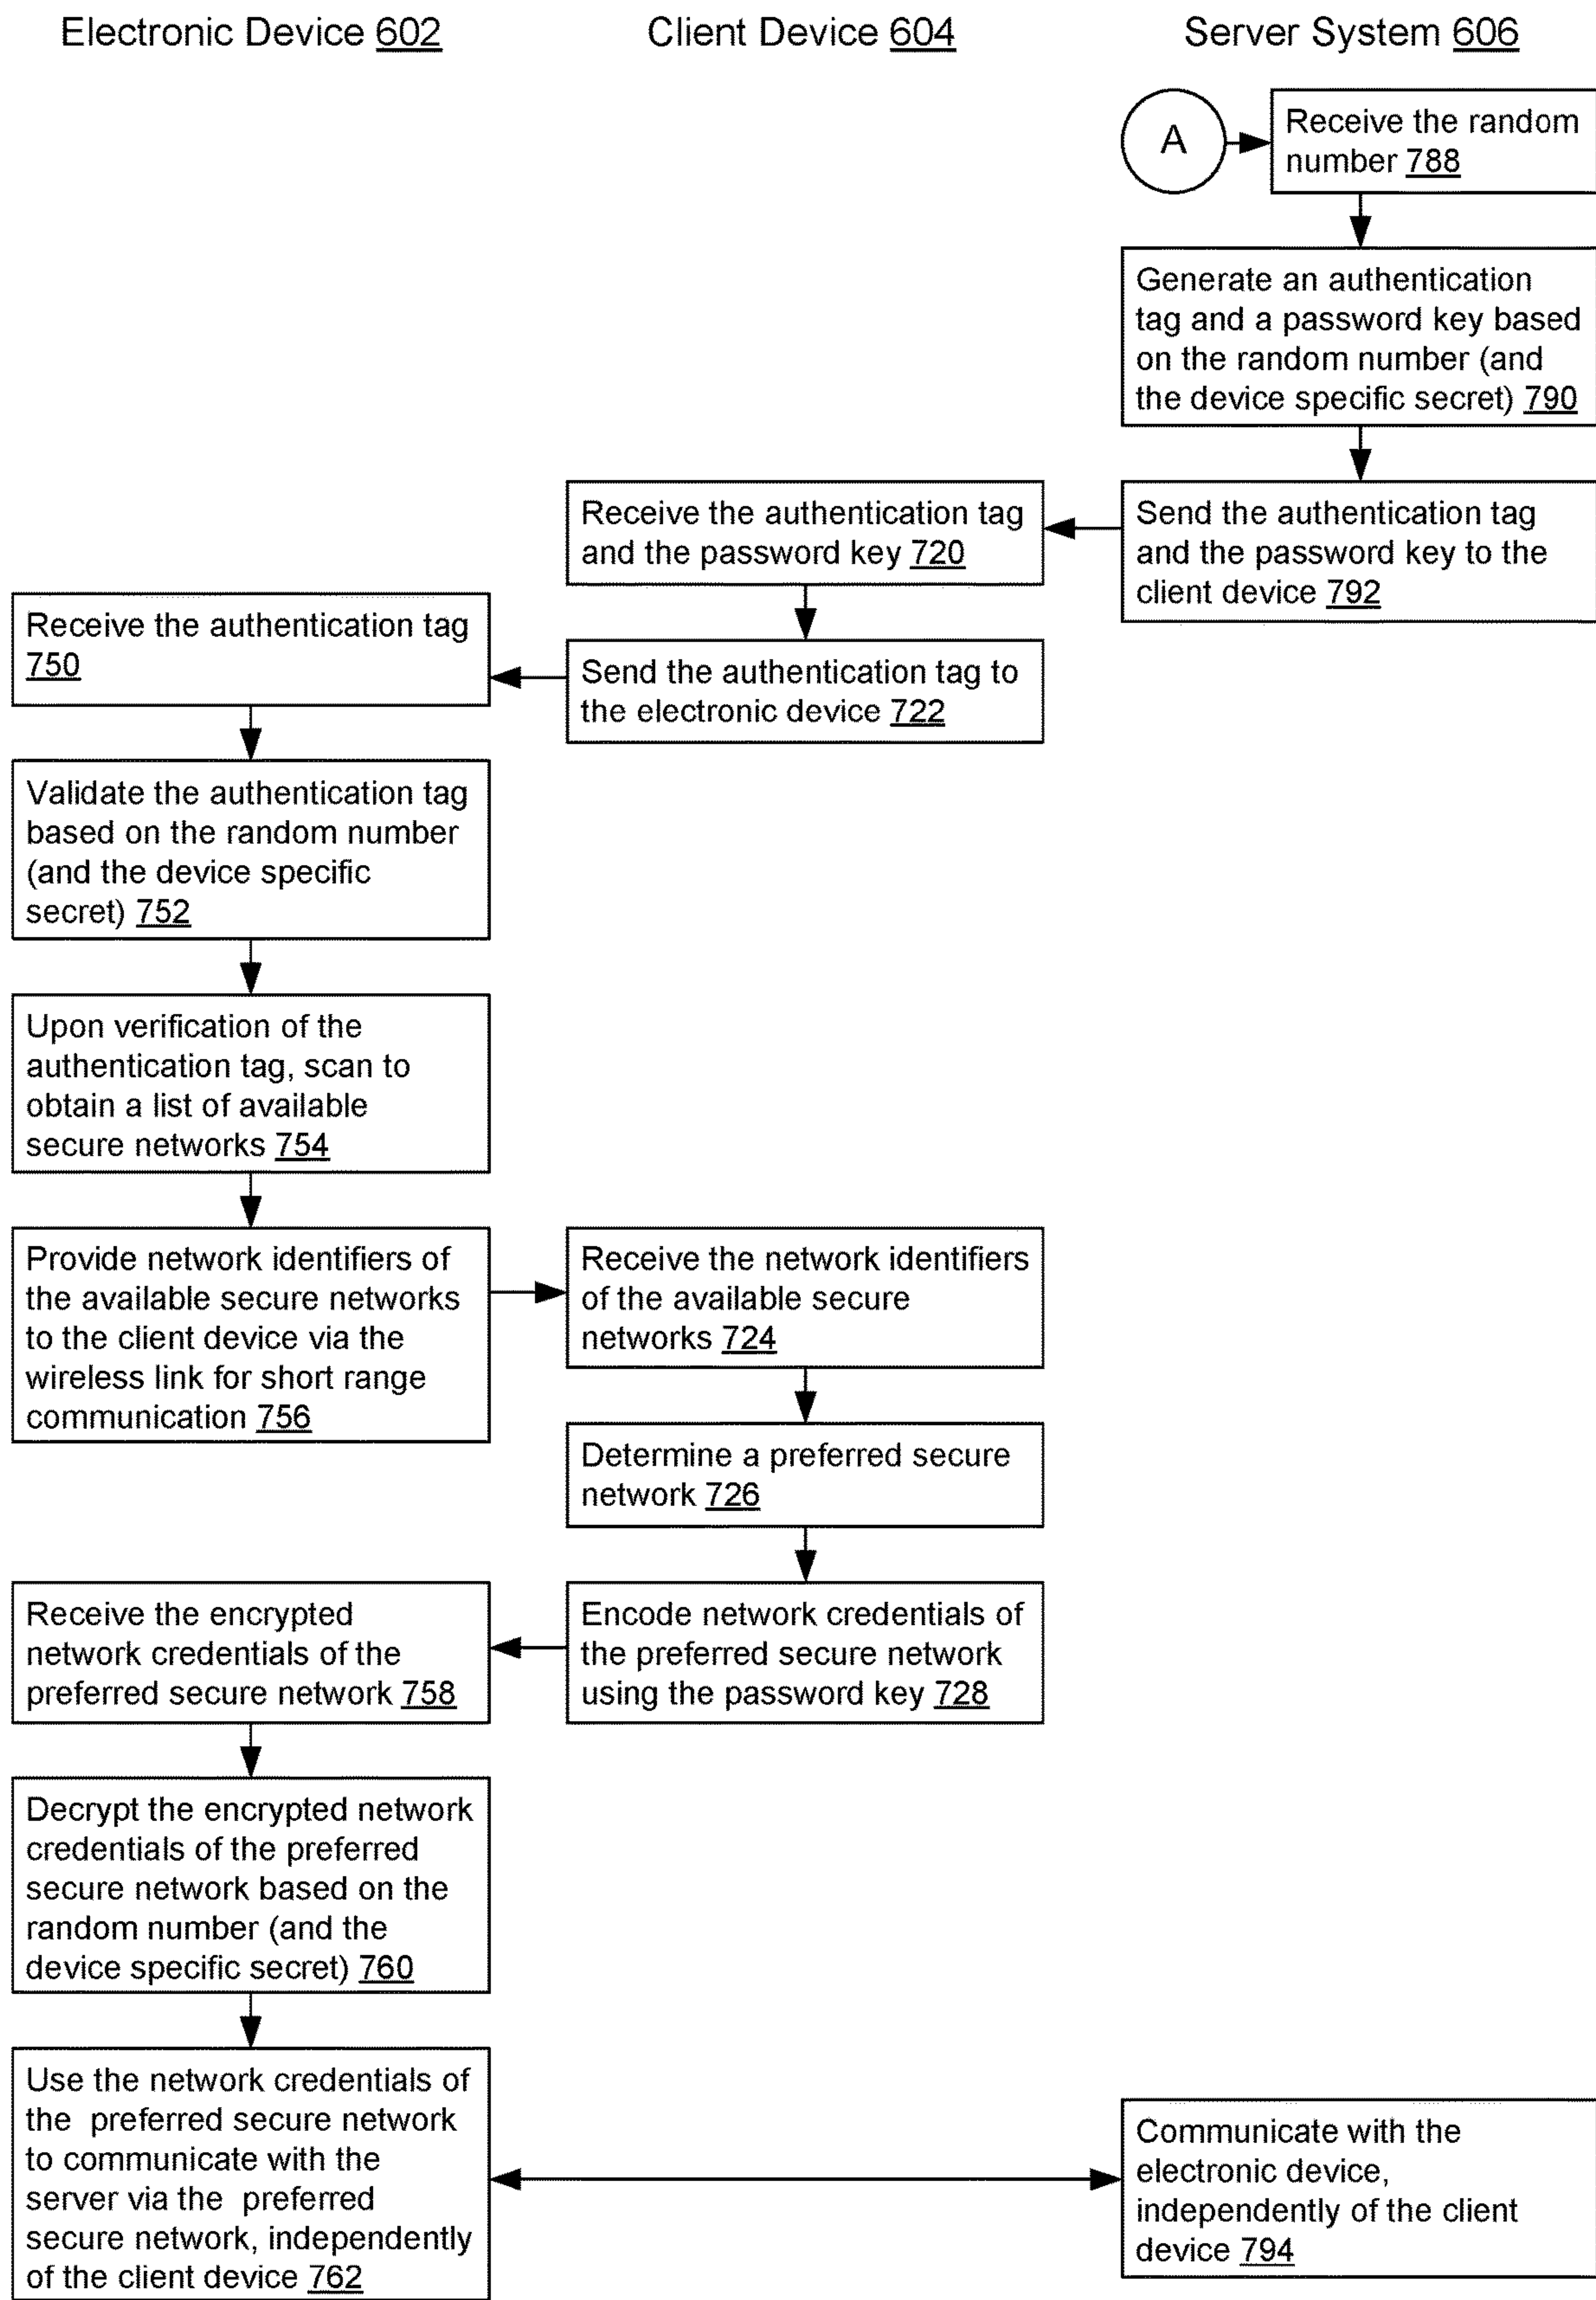 Electronic Device 602
Client Device 604
Server System 606
A
Receive the random
number 788
Generate an authentication
tag and a password key based
on the random number (and
the device specific secret) 790
Send the authentication tag
and the password key to the
client device 792
Receive the authentication tag
and the password key 720
Send the authentication tag to
the electronic device 722
Receive the authentication tag
750
Validate the authentication tag
based on the random number
(and the device specific
secret) 752
Upon verification of the
authentication tag, scan to
obtain a list of available
secure networks 754
Provide network identifiers of
the available secure networks
to the client device via the
wireless link for short range
communication 756
Receive the network identifiers
of the available secure
networks 724
Determine a preferred secure
network 726
Encode network credentials of
the preferred secure network
using the password key 728
Receive the encrypted
network credentials of the
preferred secure network 758
Decrypt the encrypted network
credentials of the preferred
secure network based on the
random number (and the
device specific secret) 760
Use the network credentials of
the preferred secure network
to communicate with the
server via the preferred
secure network, independently
of the client device 762
Communicate with the
electronic device,
independently of the client
device 794